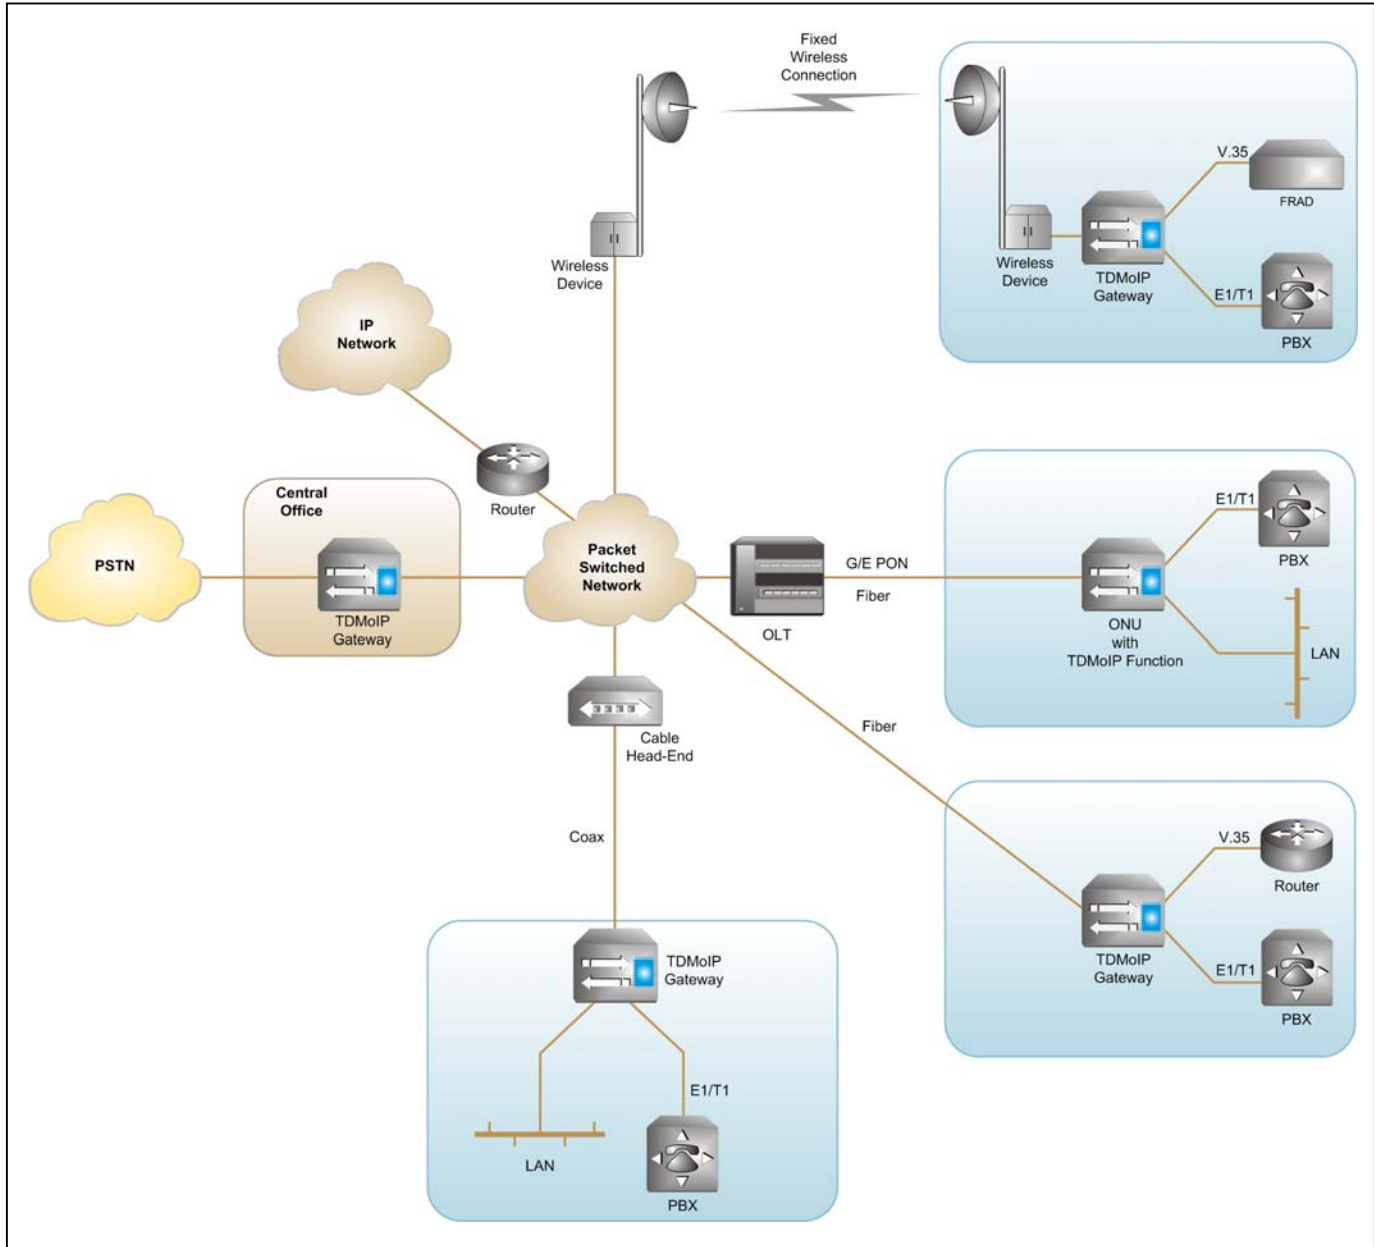 Fixed
Wireless
Connection
V.35
FRAD
Wireless
Device
Wireless
Device
TDMoIP
Gateway
E1/T1
PBX
IP
Network
Router
Central
Office
PSTN
TDMoIP
Gateway
Packet
Switched
Network
OLT
G/E PON
Fiber
E1/T1
PBX
ONU
with
TDMoIP Function
LAN
Cable
Head-End
Fiber
Coax
V.35
Router
TDMoIP
Gateway
E1/T1
PBX
TDMoIP
Gateway
E1/T1
LAN
PBX